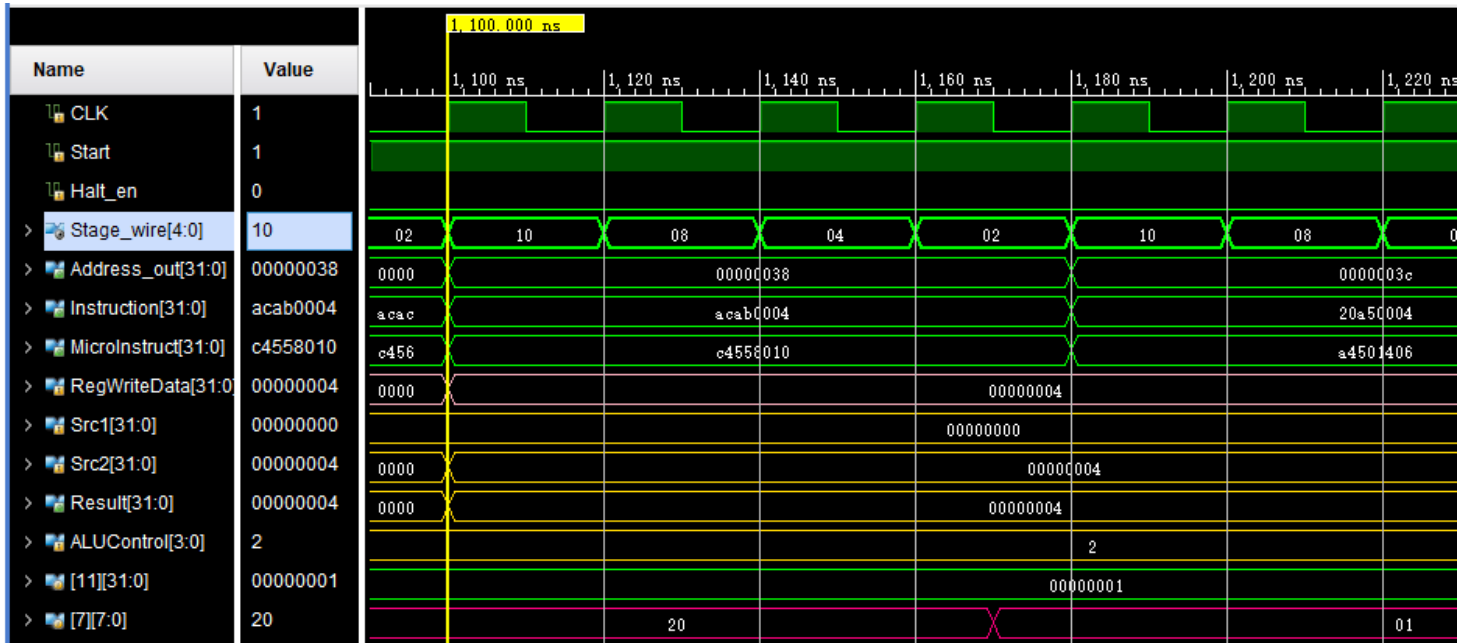 1,100.000 ns
Name Value
1,100 ns 1,120 ns 1,140 ns 1,160 ns 1,180 ns 1,200 ns 1,220 ns
CLK 1
Start 1
Halt_en 0
Stage_wire[4:0] 10 02 10 08 04 02 10 08 0
Address_out[31:0] 00000038 0000 00000038 0000003c
Instruction[31:0] acab0004 acac acab0004 20a50004
MicroInstruct[31:0] c4558010 c456 c4558010 a4501406
RegWriteData[31:0] 00000004 0000 00000004
Src1[31:0] 00000000 00000000
Src2[31:0] 00000004 0000 00000004
Result[31:0] 00000004 0000 00000004
ALUControl[3:0] 2 2
[11][31:0] 00000001 00000001
[7][7:0] 20 20 01